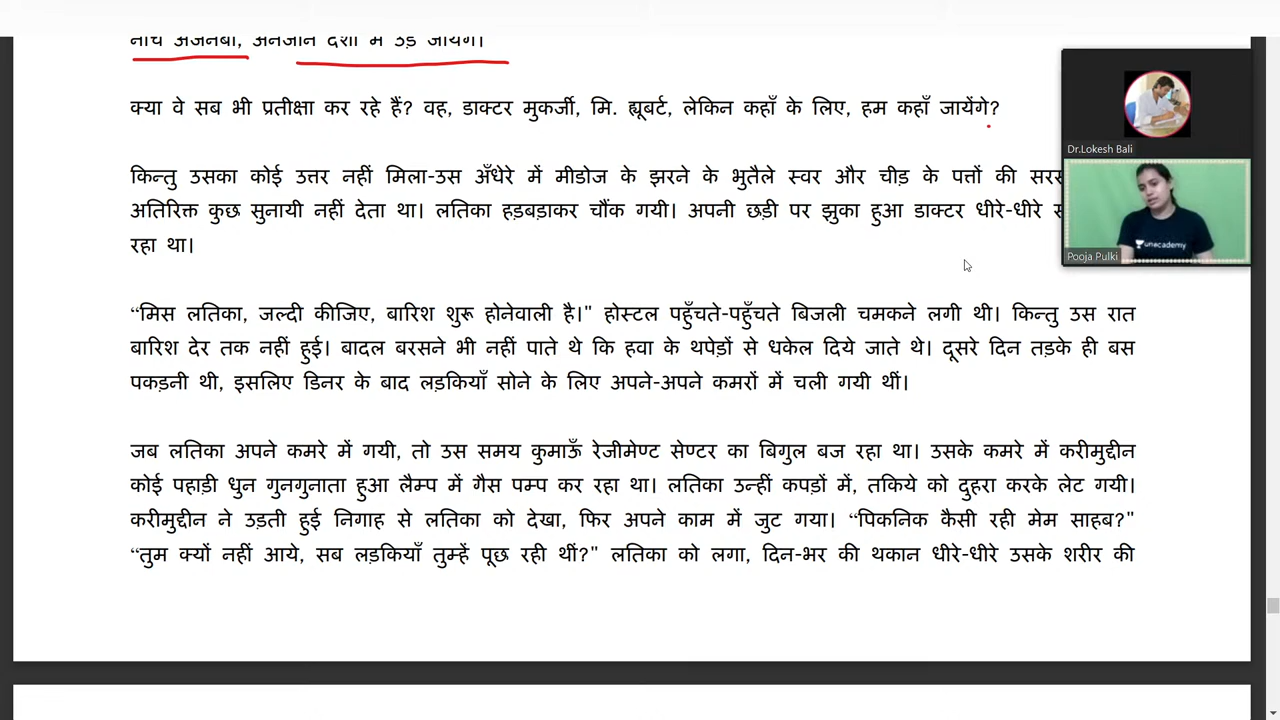 अनजान देशों में उड़ जायेंगे।
क्या वे सब भी प्रतीक्षा कर रहे हैं? वह, डाक्टर मुकर्जी, मि. ह्यूबर्ट, लेकिन कहाँ के लिए, हम कहाँ जायेंगे?
Dr.Lokesh Bali
किन्तु उसका कोई उत्तर नहीं मिला-उस अँधेरे में मीडोज के झरने के भुतैले स्वर और चीड़ के पत्तों की
अतिरिक्त कुछ सुनायी नहीं देता था। लतिका हड़बड़ाकर चौंक गयी। अपनी छड़ी पर झुका हुआ डाक्टर धीरे-धीरे
रहा था।
unacademy
Pooja Pulki
“मिस लतिका, जल्दी कीजिए, बारिश शुरू होनेवाली है।" होस्टल पहुँचते-पहुँचते बिजली चमकने लगी थी। किन्तु उस रात
बारिश देर तक नहीं हुई। बादल बरसने भी नहीं पाते थे कि हवा के थपेड़ों से धकेल दिये जाते थे। दूसरे दिन तड़के ही बस
पकड़नी थी, इसलिए डिनर के बाद लड़कियाँ सोने के लिए अपने-अपने कमरों में चली गयी थीं।
जब लतिका अपने कमरे में गयी, तो उस समय कुमाऊँ रेजीमेण्ट सेण्टर का बिगुल बज रहा था। उसके कमरे में करीमुद्दीन
कोई पहाड़ी धुन गुनगुनाता हुआ लैम्प में गैस पम्प कर रहा था। लतिका उन्हीं कपड़ों में, तकिये को दुहरा करके लेट गयी।
करीमुद्दीन ने उड़ती हुई निगाह से लतिका को देखा, फिर अपने काम में जुट गया। “पिकनिक कैसी रही मेम साहब?"
“तुम क्यों नहीं आये, सब लड़कियाँ तुम्हें पूछ रही थीं?" लतिका को लगा, दिन-भर की थकान धीरे-धीरे उसके शरीर की